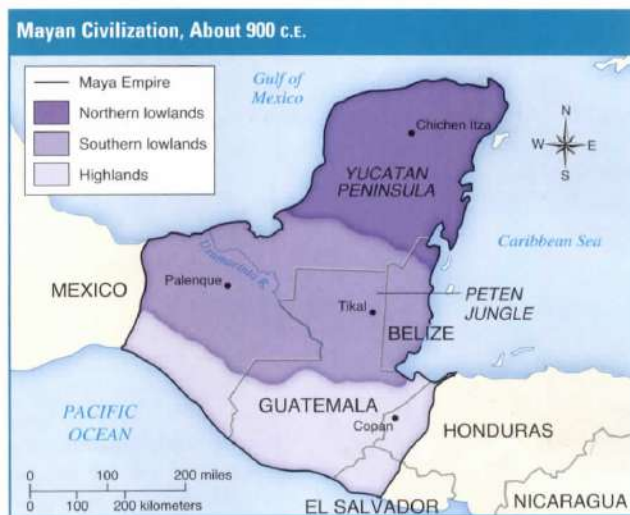 Mayan Civilization, About 900 C.E.
Maya Empire
Northern lowlands
Southern lowlands
Highlands
Gulf of
Mexico
Chichen Itza
N
W
E
S
YUCATAN
PENINSULA
Caribbean Sea
Usumacinta R.
Palenque
MEXICO
Tikal
PETEN
JUNGLE
BELIZE
PACIFIC
OCEAN
GUATEMALA
Copán
HONDURAS
0 100 200 miles
0 100 200 kilometers
EL SALVADOR
NICARAGUA